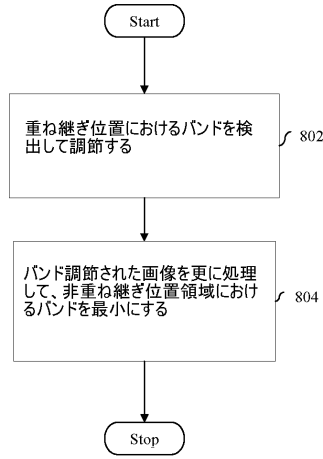 Start
重ね継ぎ位置におけるバンドを検
出して調節する
802
バンド調節された画像を更に処理
して、非重ね継ぎ位置領域におけ
るバンドを最小にする
804
Stop